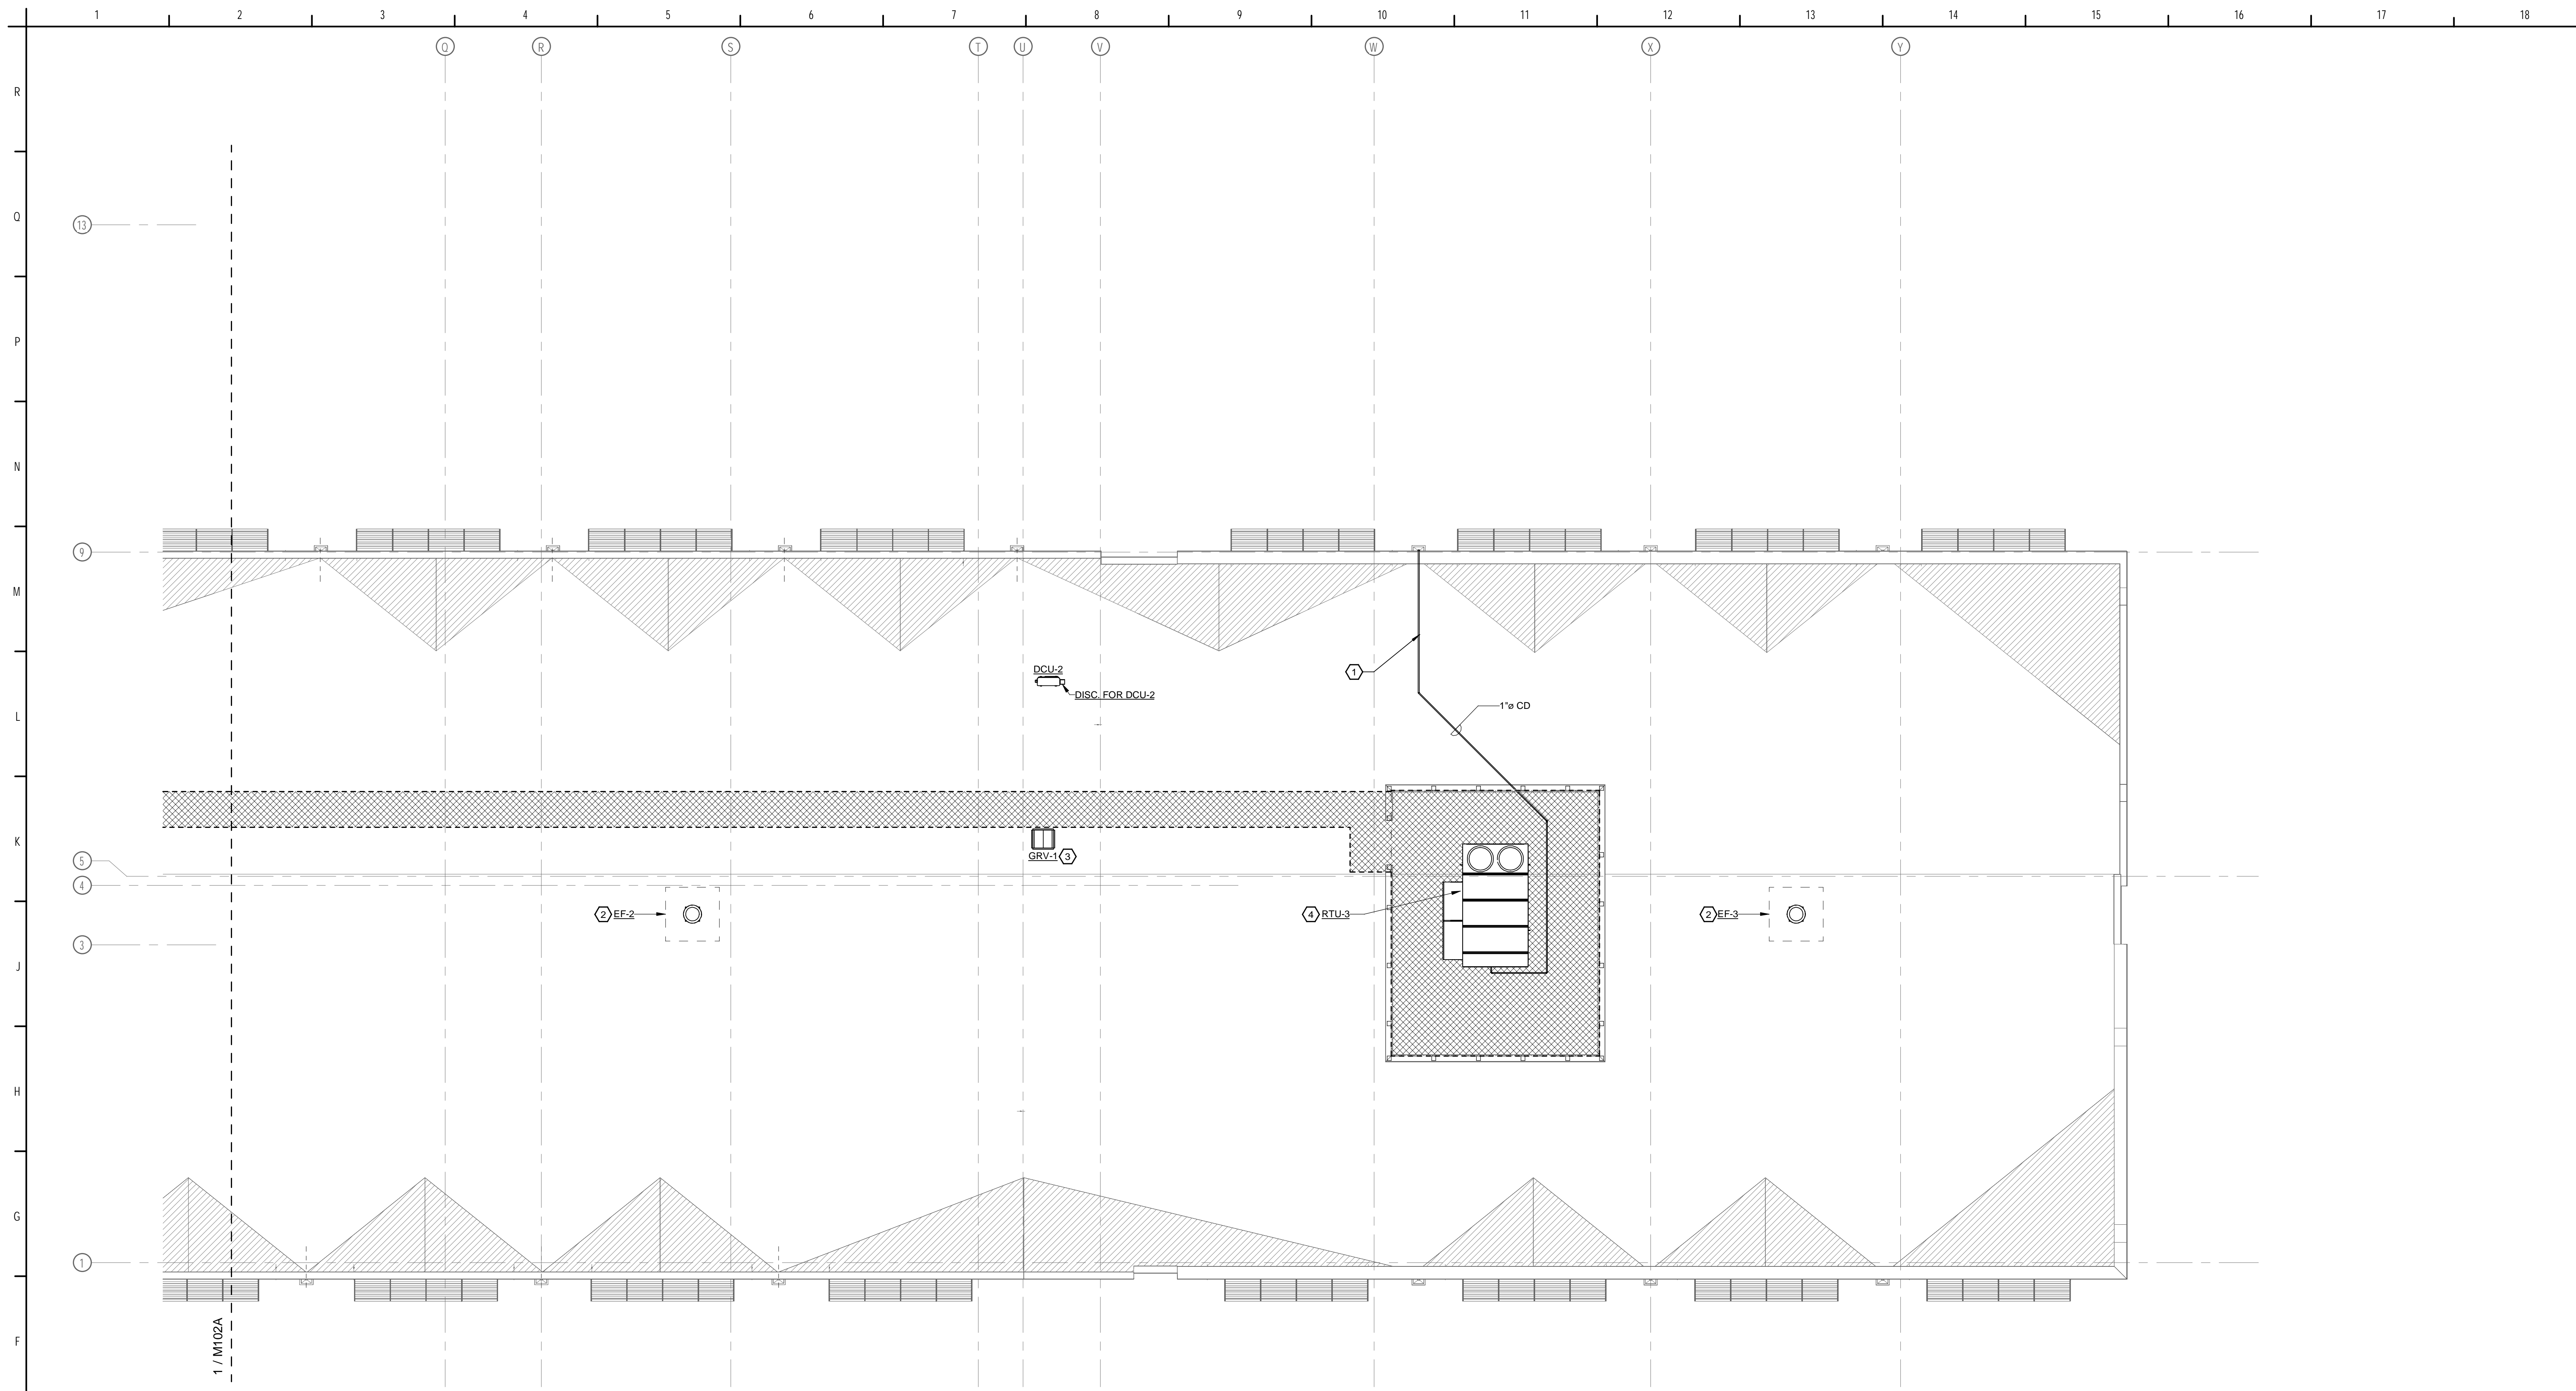 1 2 3 4 5 6 7 8 9 10 11 12 13 14 15 16 17 18
Q R S T U V W X Y
R
Q
13
P
N
9
M
DCU-2
1
DISC. FOR DCU-2
1"ø CD
L
K
GRV-1 3
5
4
2 EF-2
4 RTU-3
2 EF-3
3
J
H
G
1
F
1 / M102A